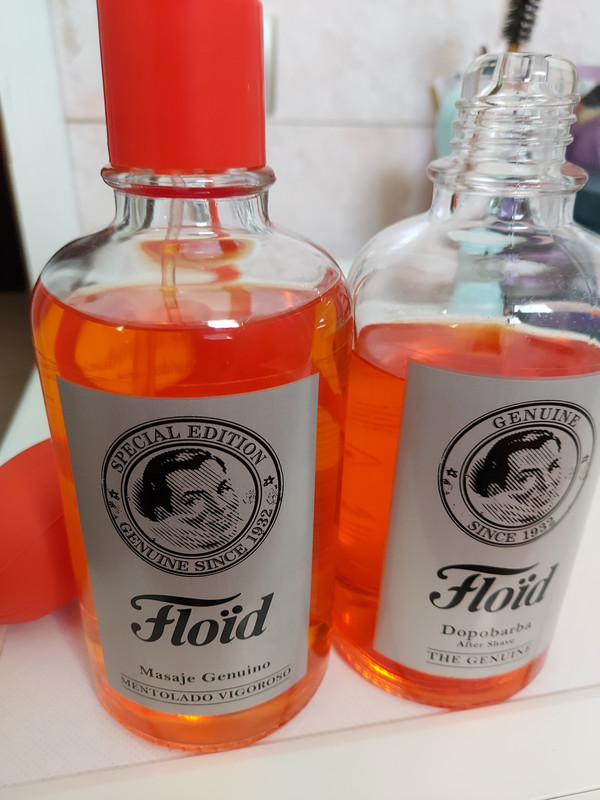 SPECIAL EDITION
GENUINE SINCE 1932
Floïd
Masaje Genuino
MENTOLADO VIGOROSO
GENUINE
SINCE 1932
Floïd
Dopobarba
After Shave
THE GENUINE